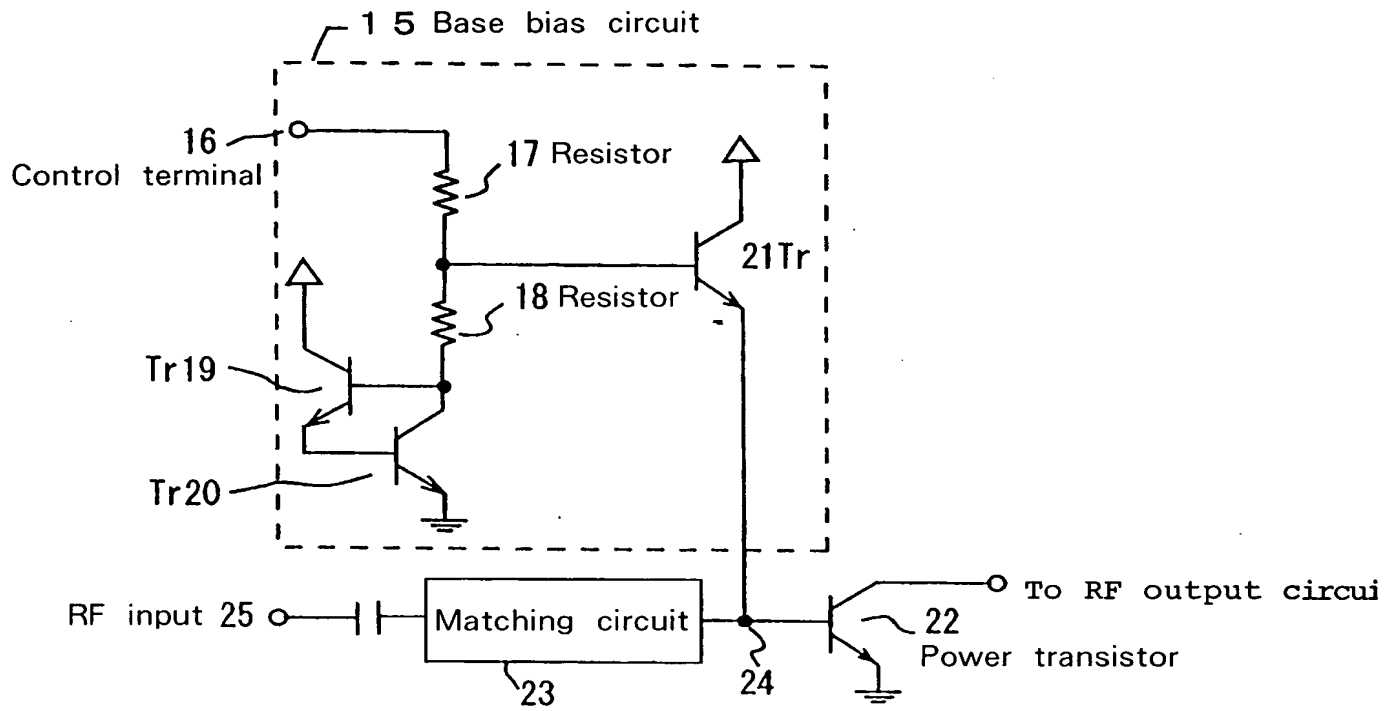 1 5 Base bias circuit
16
Control terminal
17 Resistor
21Tr
18 Resistor
Tr19
Tr20
RF input 25
Matching circuit
23
24
22
Power transistor
To RF output circui